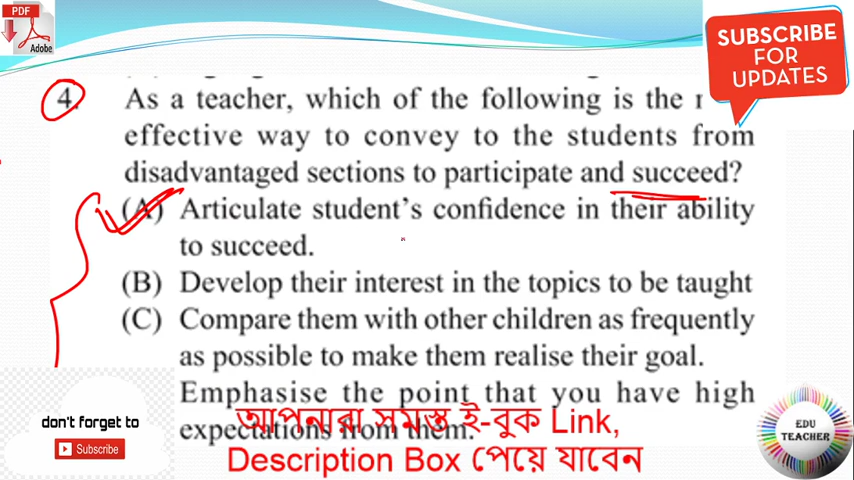 PDF
Adobe
SUBSCRIBE
FOR
UPDATES
4
As a teacher, which of the following is the
effective way to convey to the students from
disadvantaged sections to participate and succeed?
(A) Articulate student's confidence in their ability
to succeed.
(B) Develop their interest in the topics to be taught
(C) Compare them with other children as frequently
as possible to make them realise their goal.
Emphasise the point that you have high
expectations from them.
আপনারা সমস্ত ই-বুক Link,
Description Box পেয়ে যাবেন
don't forget to
Subscribe
EDU
TEACHER